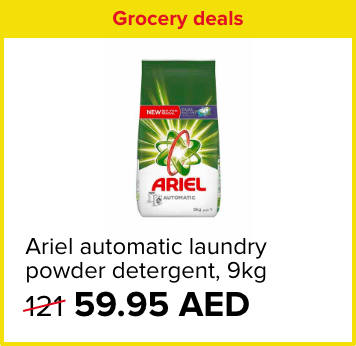 Grocery deals
NEW
ARIEL
AUTOMATIC
Ariel automatic laundry
powder detergent, 9kg
121 59.95 AED